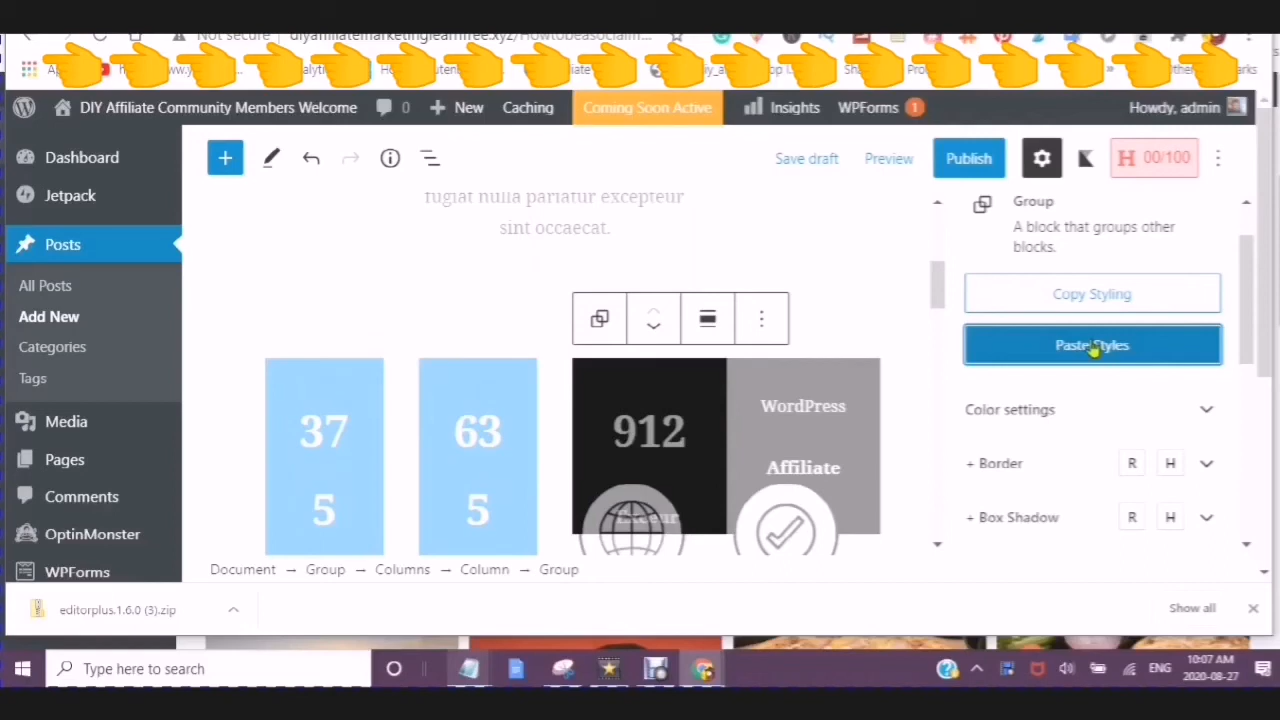 Not secure
DIY Affiliate Community Members Welcome 0 New Caching Coming Soon Active Insights WPForms 1 Howdy, admin
Dashboard
Jetpack
Posts
All Posts
Add New
Categories
Tags
Media
Pages
Comments
OptinMonster
WPForms
Save draft Preview Publish H 00/100
fugiat nulla pariatur excepteur
sint occaecat.
37
5
63
5
912
WordPress
Affiliate
Group
A block that groups other
blocks.
Copy Styling
Paste Styles
Color settings
+ Border R H
+ Box Shadow R H
Document → Group → Columns → Column → Group
editorplus.1.6.0 (3).zip
Show all
Type here to search
ENG
10:07 AM
2020-08-27